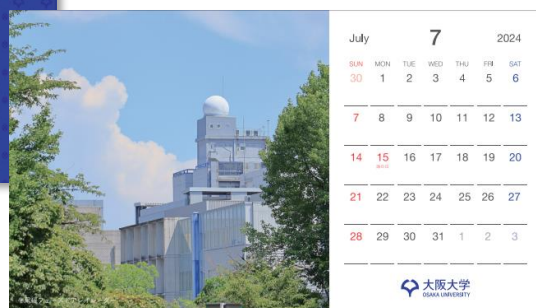 July 7 2024
SUN MON TUE WED THU FRI SAT
30 1 2 3 4 5 6
7 8 9 10 11 12 13
14 15 16 17 18 19 20
21 22 23 24 25 26 27
28 29 30 31 1 2 3
大阪大学
OSAKA UNIVERSITY